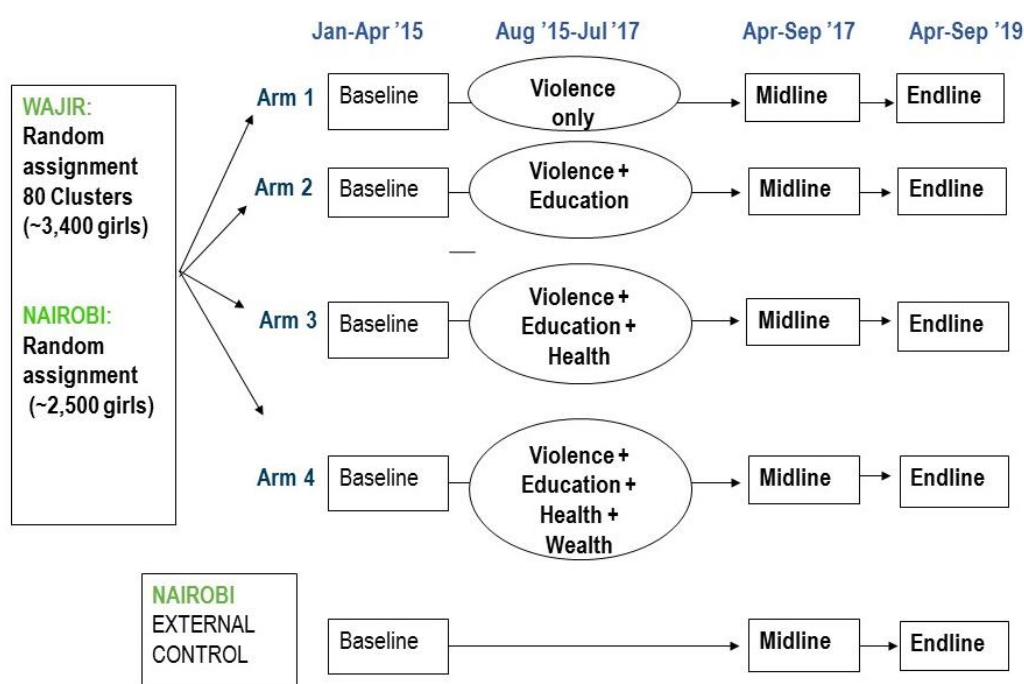 Jan-Apr ’15
Aug ’15-Jul ’17
Apr-Sep ’17
Apr-Sep ’19
WAJIR:
Random
assignment
80 Clusters
(~3,400 girls)
NAIROBI:
Random
assignment
(~2,500 girls)
Arm 1
Baseline
Violence
only
Midline
Endline
Arm 2
Baseline
Violence +
Education
Midline
Endline
Arm 3
Baseline
Violence +
Education +
Health
Midline
Endline
Arm 4
Baseline
Violence +
Education +
Health +
Wealth
Midline
Endline
NAIROBI
EXTERNAL
CONTROL
Baseline
Midline
Endline